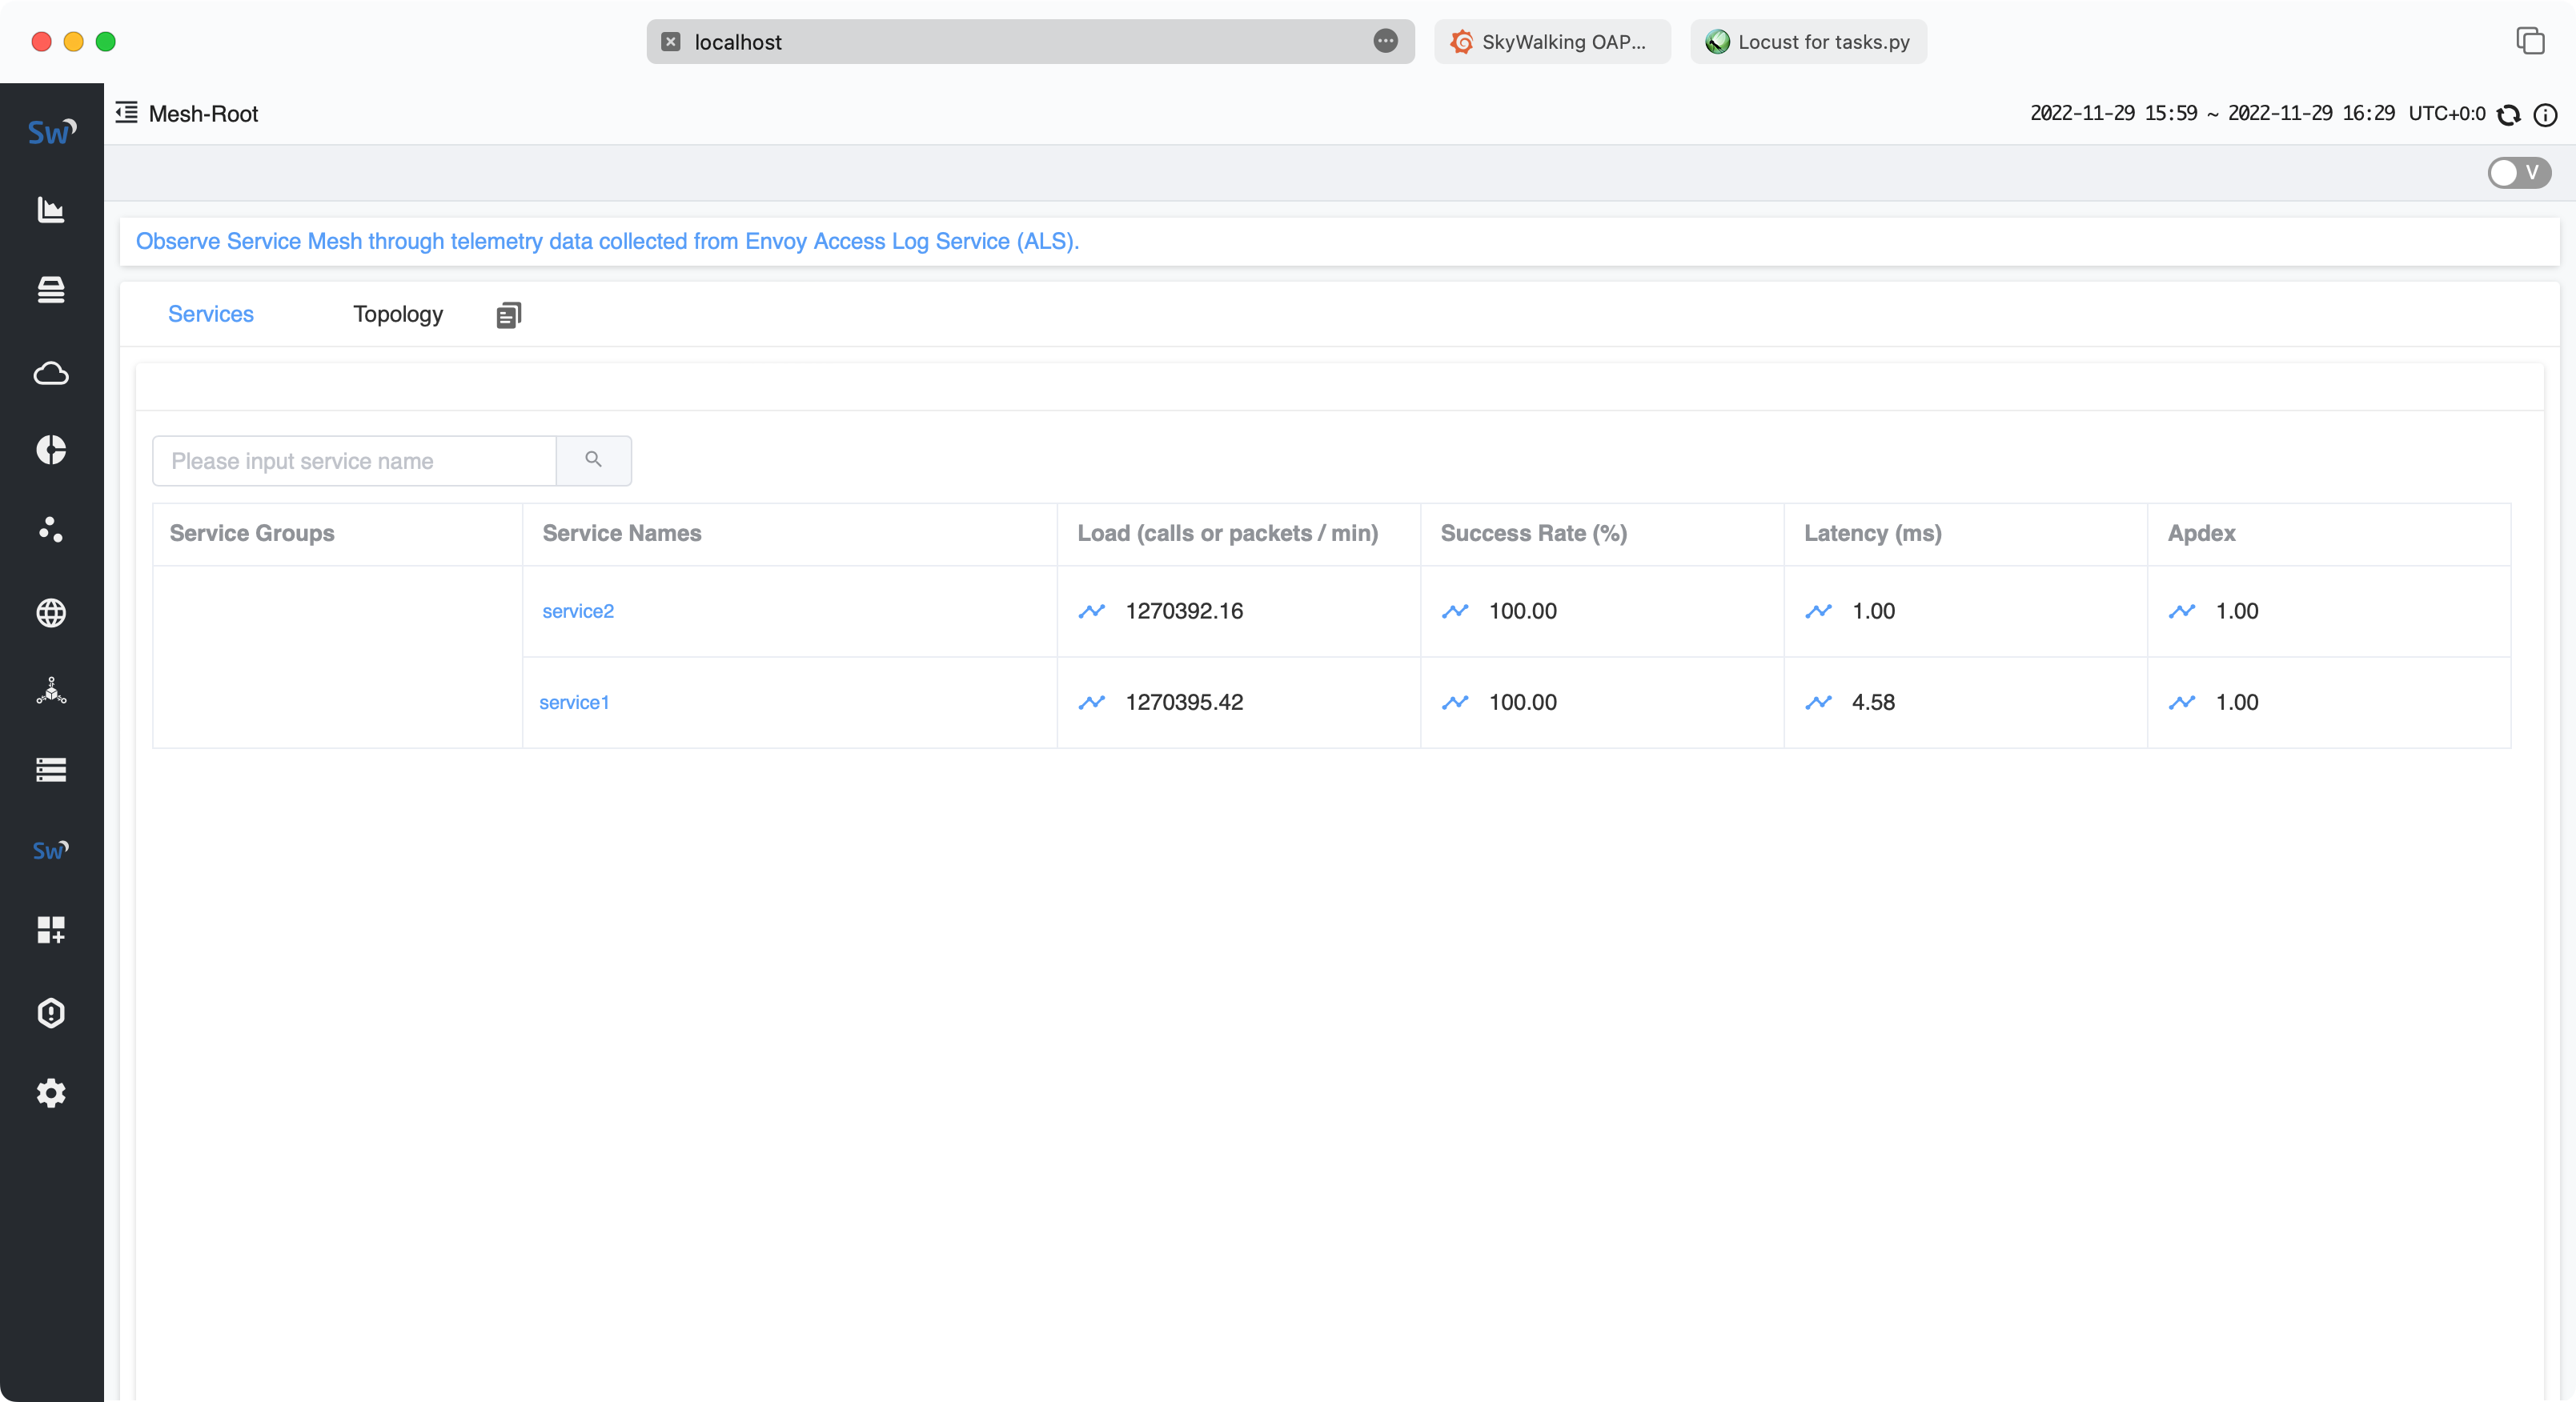 localhost
SkyWalking OAP...
Locust for tasks.py
Sw
Mesh-Root
2022-11-29 15:59 ~ 2022-11-29 16:29 UTC+0:0
V
Observe Service Mesh through telemetry data collected from Envoy Access Log Service (ALS).
Services Topology
Please input service name
Service Groups Service Names Load (calls or packets / min) Success Rate (%) Latency (ms) Apdex
service2 1270392.16 100.00 1.00 1.00
service1 1270395.42 100.00 4.58 1.00
Sw